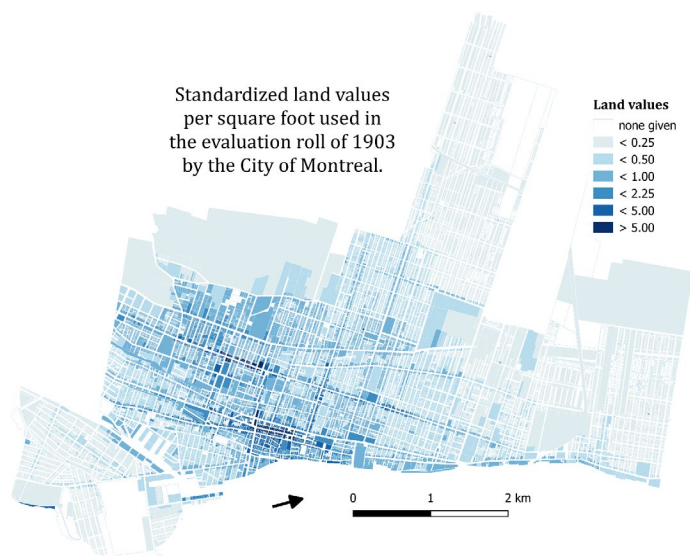 Standardized land values
per square foot used in
the evaluation roll of 1903
by the City of Montreal.
Land values
none given
< 0.25
< 0.50
< 1.00
< 2.25
< 5.00
> 5.00
0 1 2 km